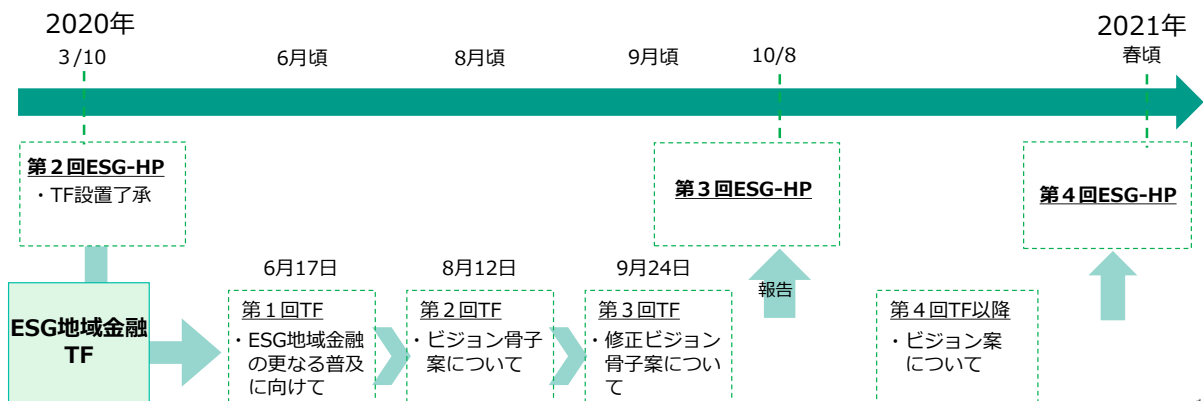 2020年
2021年
3/10
6月頃
8月頃
9月頃
10/8
春頃
第２回ESG-HP
・TF設置了承
第３回ESG-HP
第４回ESG-HP
6月17日
8月12日
9月24日
報告
ESG地域金融
TF
第１回TF
・ESG地域金融
の更なる普及
に向けて
第２回TF
・ビジョン骨子
案について
第３回TF
・修正ビジョン
骨子案につい
て
第４回TF以降
・ビジョン案
について